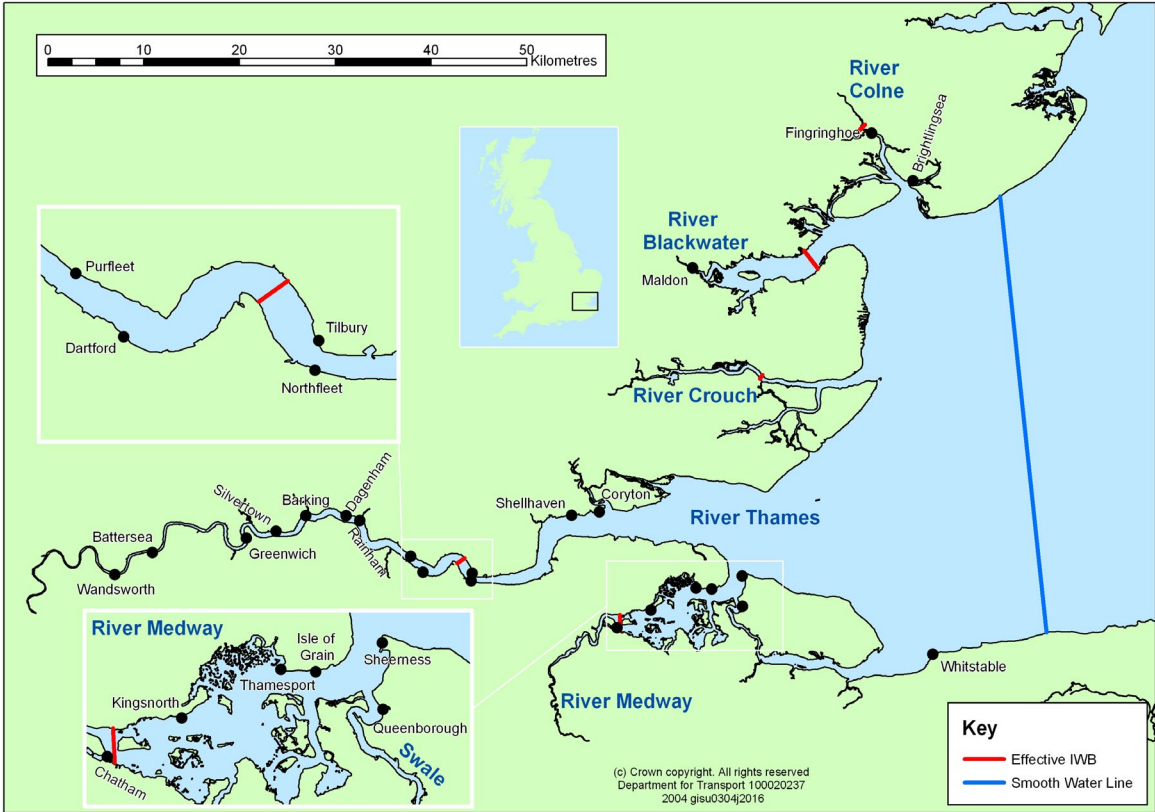 0 10 20 30 40 50
Kilometres
River
Colne
Fingringhoe
Brightlingsea
River
Blackwater
Maldon
Purfleet
Dartford
Tilbury
Northfleet
River Crouch
Dagenham
Barking
Silvertown
Battersea
Greenwich
Rainham
Wandsworth
Shellhaven
Coryton
River Thames
River Medway
Isle of
Grain
Sheerness
Thamesport
Kingsnorth
Queenborough
Chatham
Swale
River Medway
Whitstable
Key
Effective IWB
Smooth Water Line
(c) Crown copyright. All rights reserved
Department for Transport 100020237
2004 gisu0304j2016